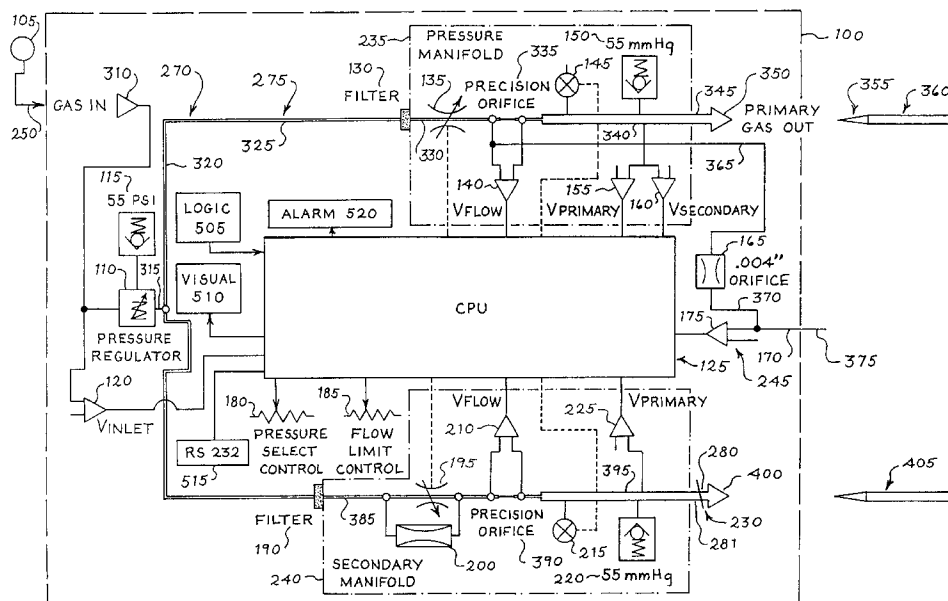 105
310
GAS IN
250
270
275
320
325
115
55 PSI
110
315
PRESSURE
REGULATOR
120
VINLET
LOGIC
505
VISUAL
510
ALARM 520
CPU
125
130
FILTER
235
PRESSURE
MANIFOLD
135
330
335
PRECISION
ORIFICE
140
VFLOW
145
150
55 mmHg
340
345
350
PRIMARY
GAS OUT
355
360
100
365
155
160
VPRIMARY
VSECONDARY
165
.004"
ORIFICE
370
175
170
375
245
180
PRESSURE
SELECT
CONTROL
185
FLOW
LIMIT
CONTROL
RS 232
515
190
FILTER
385
195
200
SECONDARY
MANIFOLD
240
VFLOW
210
PRECISION
ORIFICE
390
225
VPRIMARY
395
215
220
55 mmHg
280
281
230
400
405